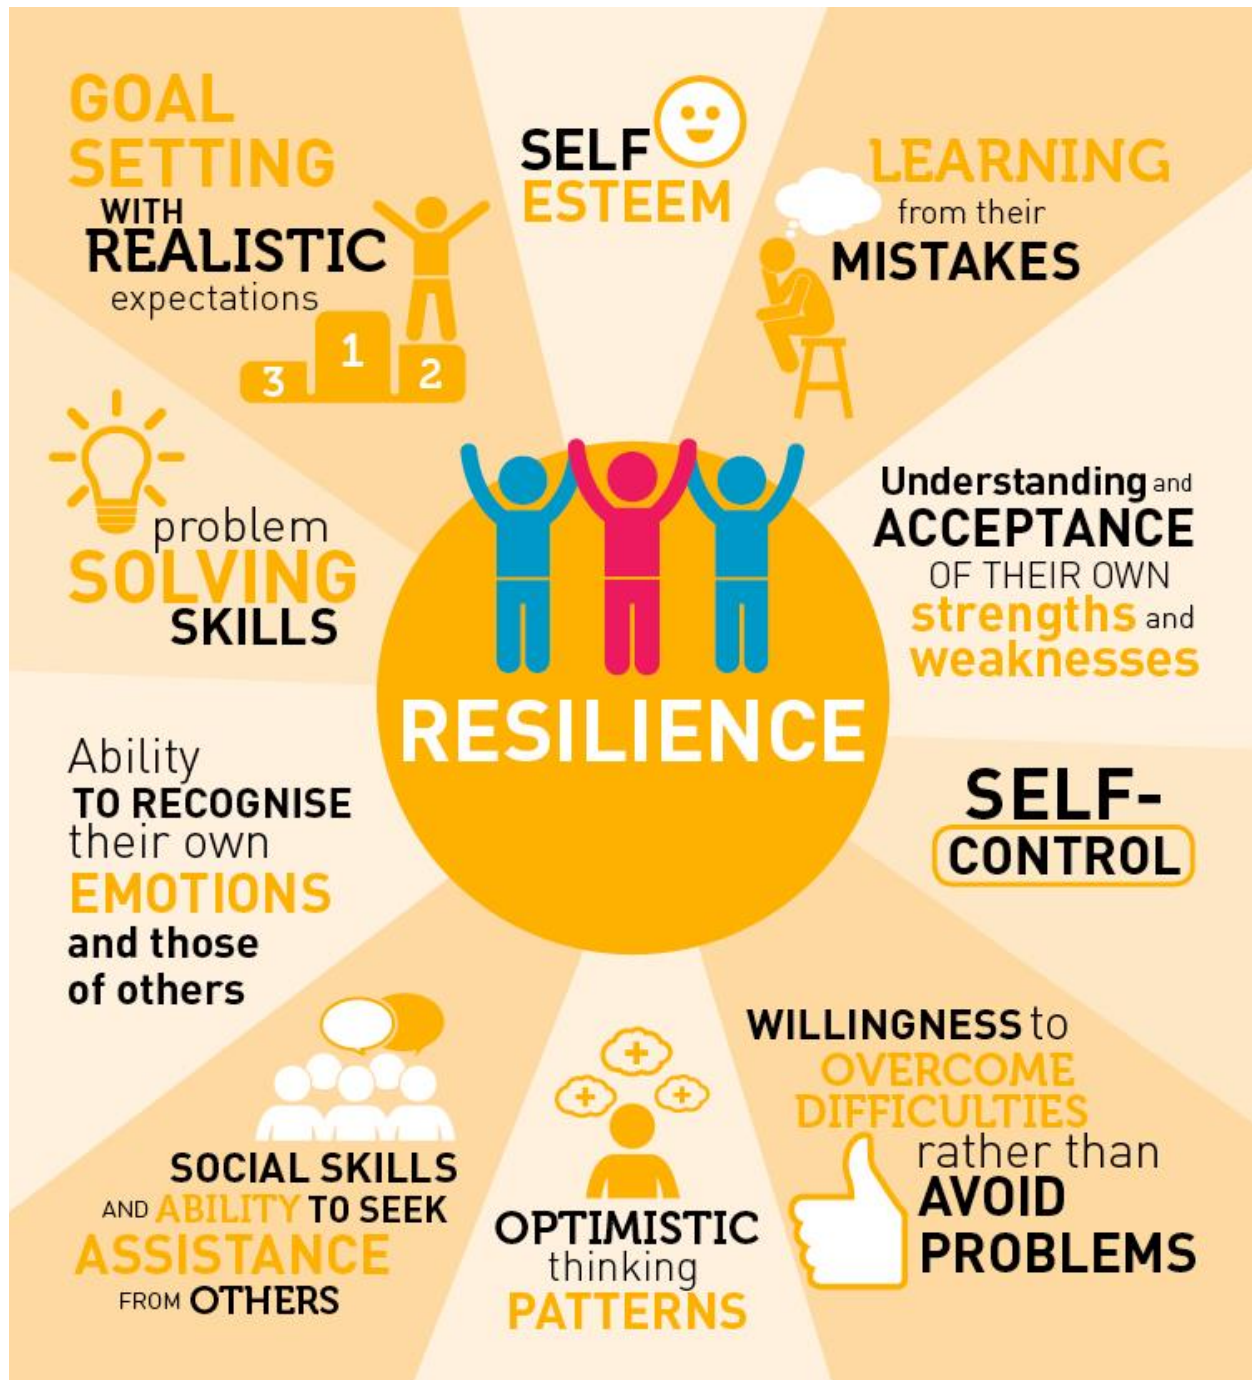 GOAL
SETTING
WITH
REALISTIC
expectations
3
1
2
SELF
ESTEEM
LEARNING
from their
MISTAKES
problem
SOLVING
SKILLS
Understanding and
ACCEPTANCE
OF THEIR OWN
strengths and
weaknesses
RESILIENCE
Ability
TO RECOGNISE
their own
EMOTIONS
and those
of others
SELF-
CONTROL
SOCIAL SKILLS
AND ABILITY TO SEEK
ASSISTANCE
FROM OTHERS
OPTIMISTIC
thinking
PATTERNS
WILLINGNESS to
OVERCOME
DIFFICULTIES
rather than
AVOID
PROBLEMS